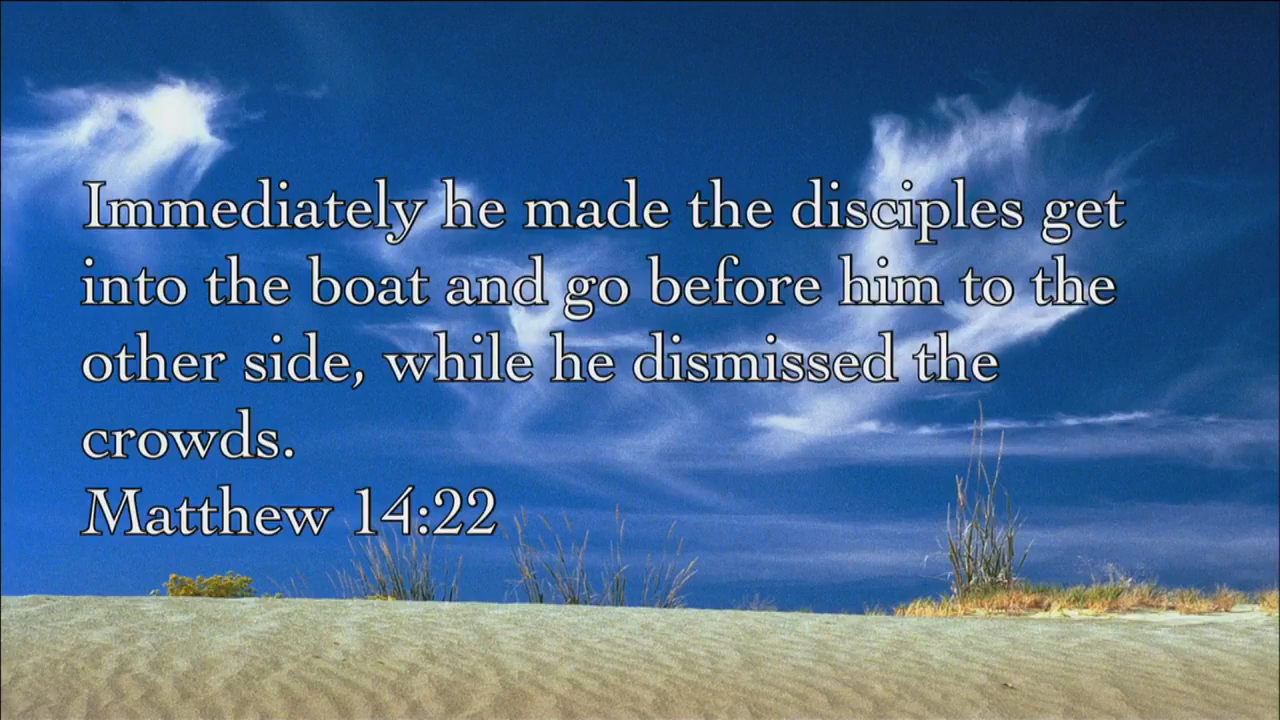 Immediately he made the disciples get
into the boat and go before him to the
other side, while he dismissed the
crowds.
Matthew 14:22